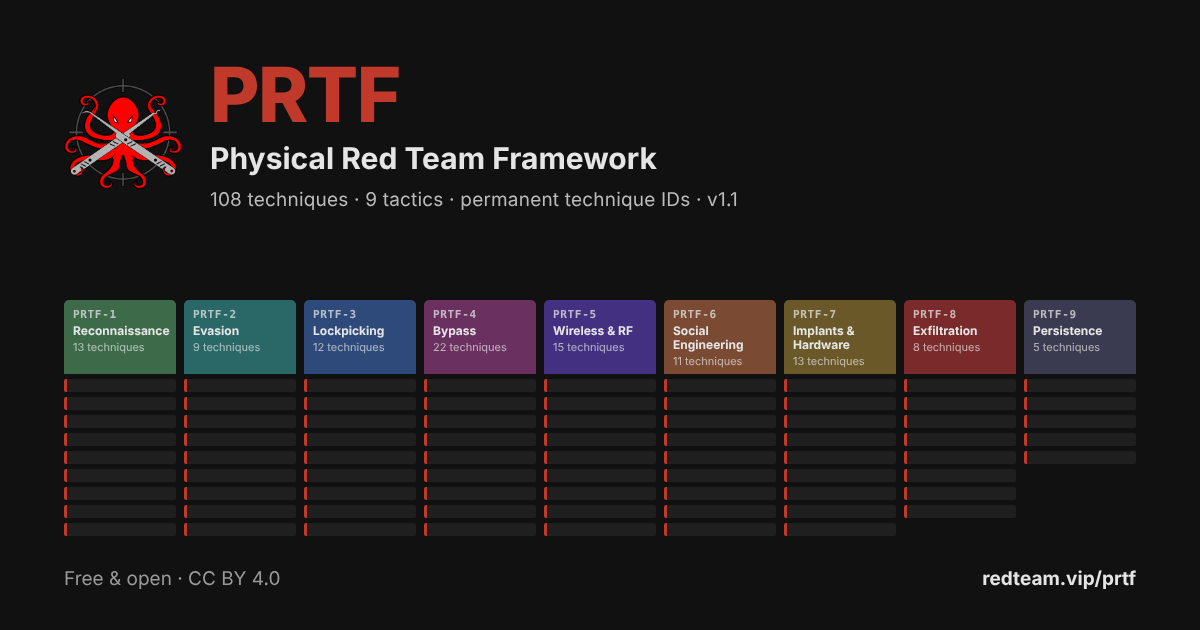 PRTF
Physical Red Team Framework
108 techniques · 9 tactics · permanent technique IDs · v1.1
PRTF-1
Reconnaissance
13 techniques
PRTF-2
Evasion
9 techniques
PRTF-3
Lockpicking
12 techniques
PRTF-4
Bypass
22 techniques
PRTF-5
Wireless & RF
15 techniques
PRTF-6
Social
Engineering
11 techniques
PRTF-7
Implants &
Hardware
13 techniques
PRTF-8
Exfiltration
8 techniques
PRTF-9
Persistence
5 techniques
Free & open · CC BY 4.0
redteam.vip/prtf